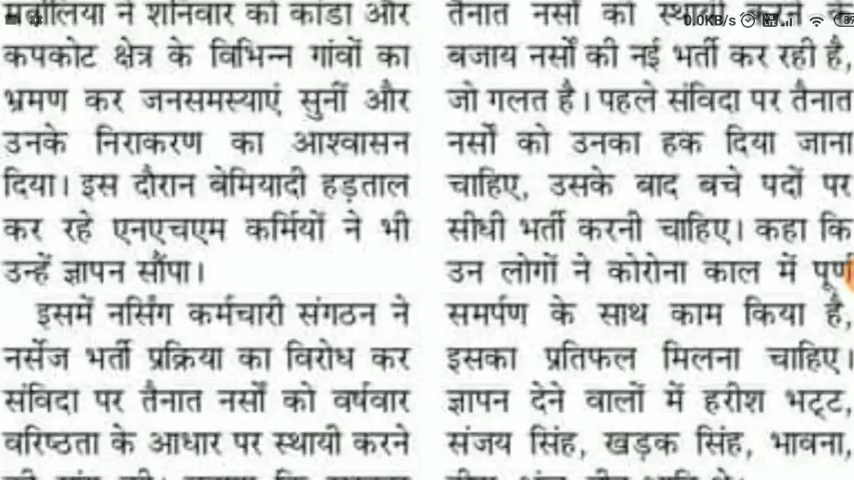 ने शनिवार को कांडा और
कपकोट क्षेत्र के विभिन्न गांवों का
भ्रमण कर जनसमस्याएं सुनीं और
उनके निराकरण का आश्वासन
दिया। इस दौरान बेमियादी हड़ताल
कर रहे एनएचएम कर्मियों ने भी
उन्हें ज्ञापन सौंपा।
इसमें नर्सिंग कर्मचारी संगठन ने
नर्सेज भर्ती प्रक्रिया का विरोध कर
संविदा पर तैनात नर्सों को वर्षवार
वरिष्ठता के आधार पर स्थायी करने
तैनात नर्सों को स्थायी करने के
0.0KB/s
बजाय नर्सों की नई भर्ती कर रही है,
जो गलत है। पहले संविदा पर तैनात
नर्सों को उनका हक दिया जाना
चाहिए, उसके बाद बचे पदों पर
सीधी भर्ती करनी चाहिए। कहा कि
उन लोगों ने कोरोना काल में पूर्ण
समर्पण के साथ काम किया है,
इसका प्रतिफल मिलना चाहिए।
ज्ञापन देने वालों में हरीश भट्ट,
संजय सिंह, खड़क सिंह, भावना,